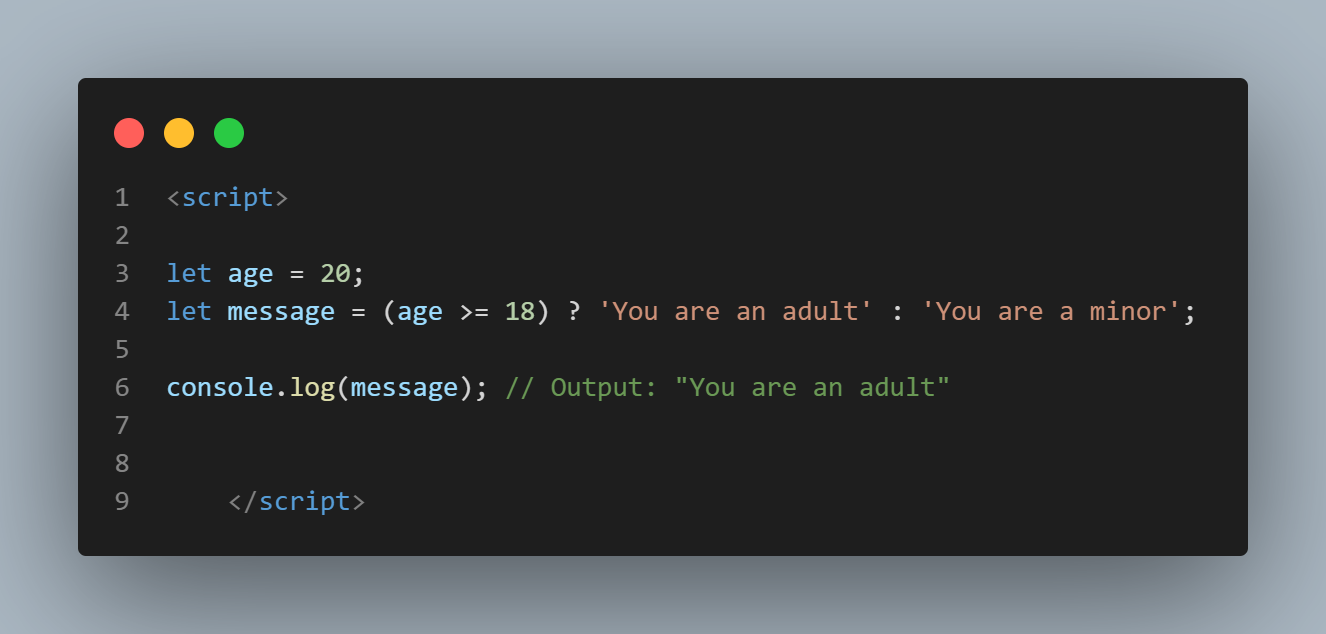 1 <script>
2
3 let age = 20;
4 let message = (age >= 18) ? 'You are an adult' : 'You are a minor';
5
6 console.log(message); // Output: "You are an adult"
7
8
9     </script>